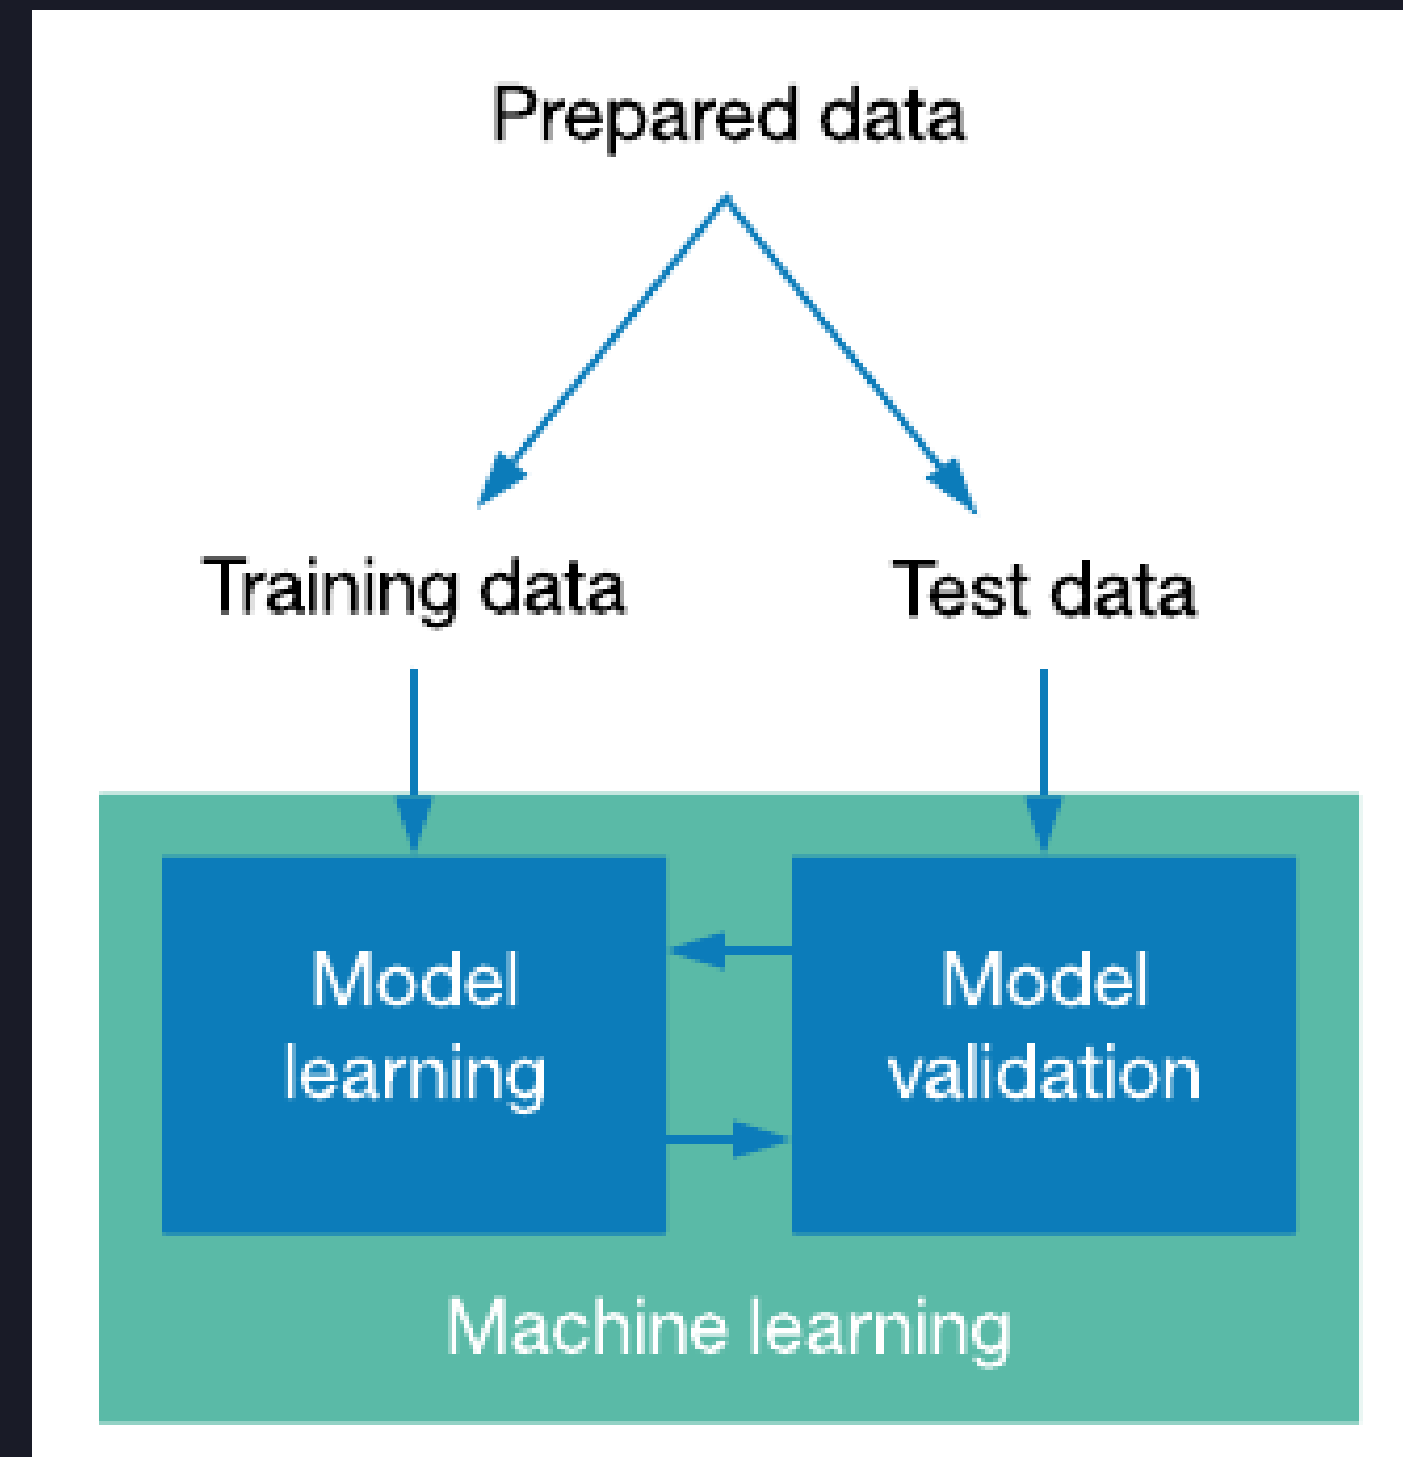 Prepared data
Training data
Test data
Model
learning
Model
validation
Machine learning